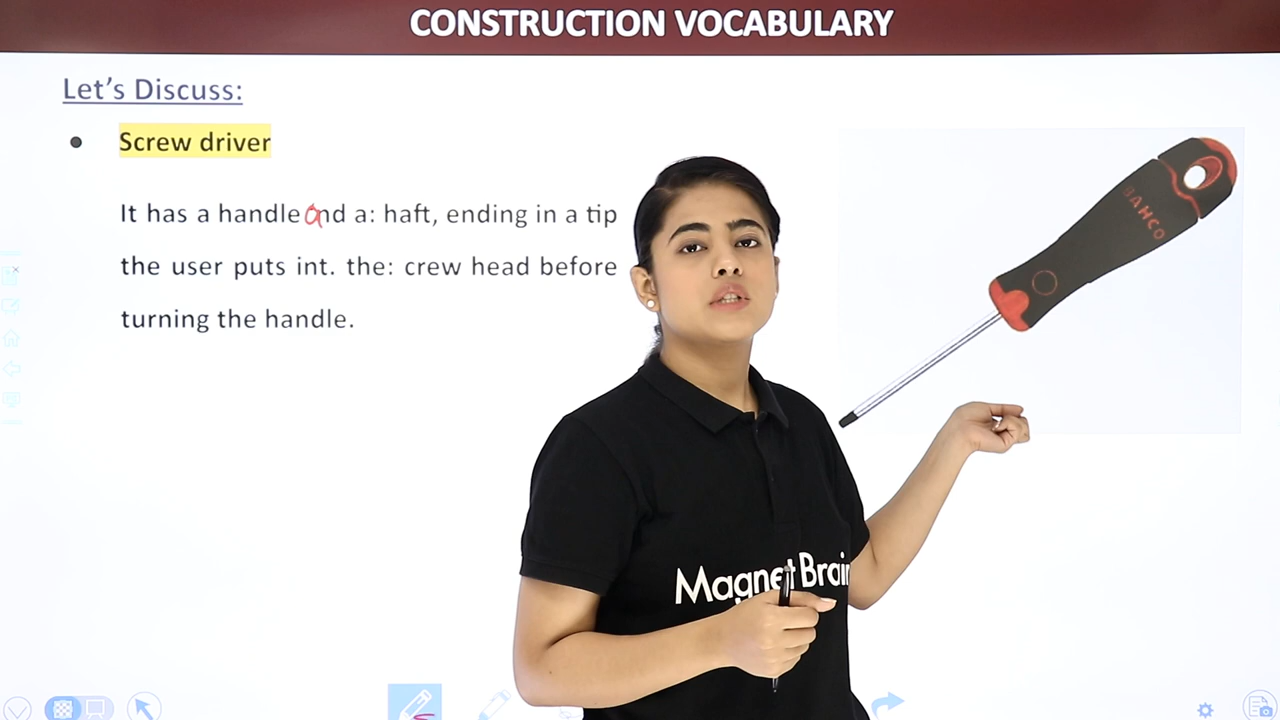 CONSTRUCTION VOCABULARY
Let's Discuss:
• Screw driver
It has a handle and a: haft, ending in a tip
the user puts int. the: crew head before
turning the handle.
BAHCO
Magnet Brain